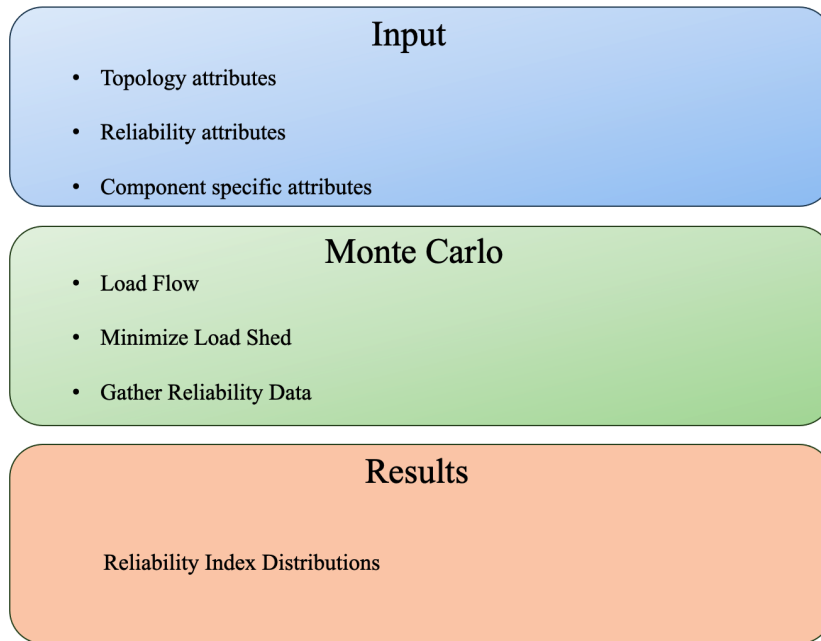 Input
• Topology attributes
• Reliability attributes
• Component specific attributes
Monte Carlo
• Load Flow
• Minimize Load Shed
• Gather Reliability Data
Results
Reliability Index Distributions